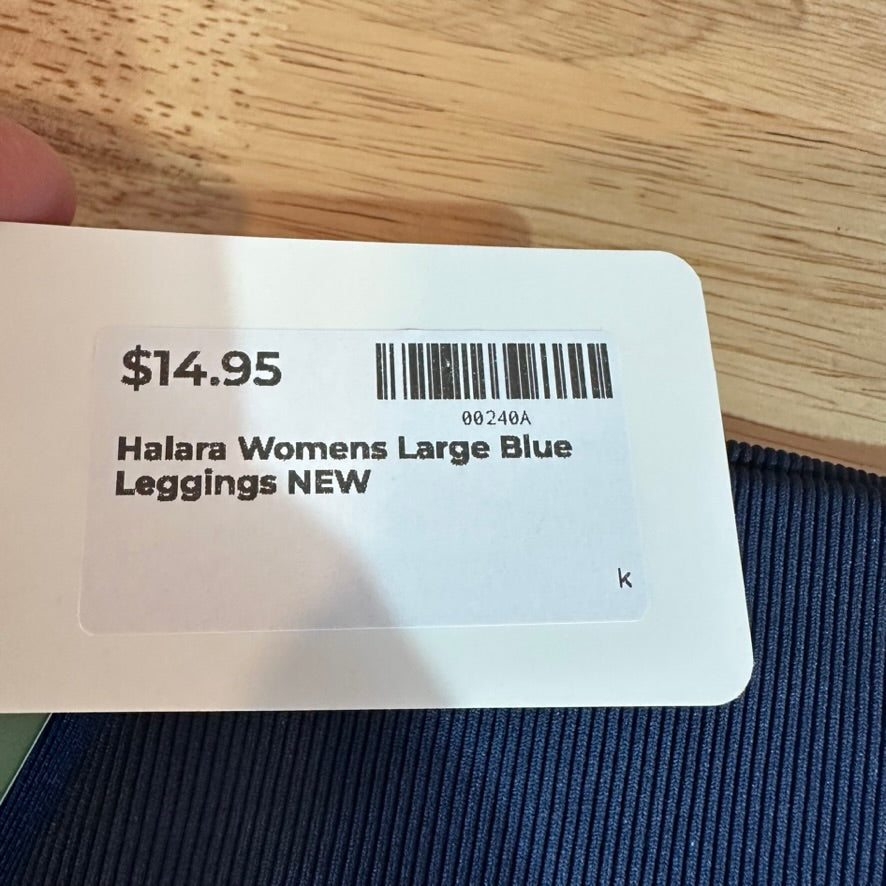 $14.95
00240A
Halara Womens Large Blue
Leggings NEW
k